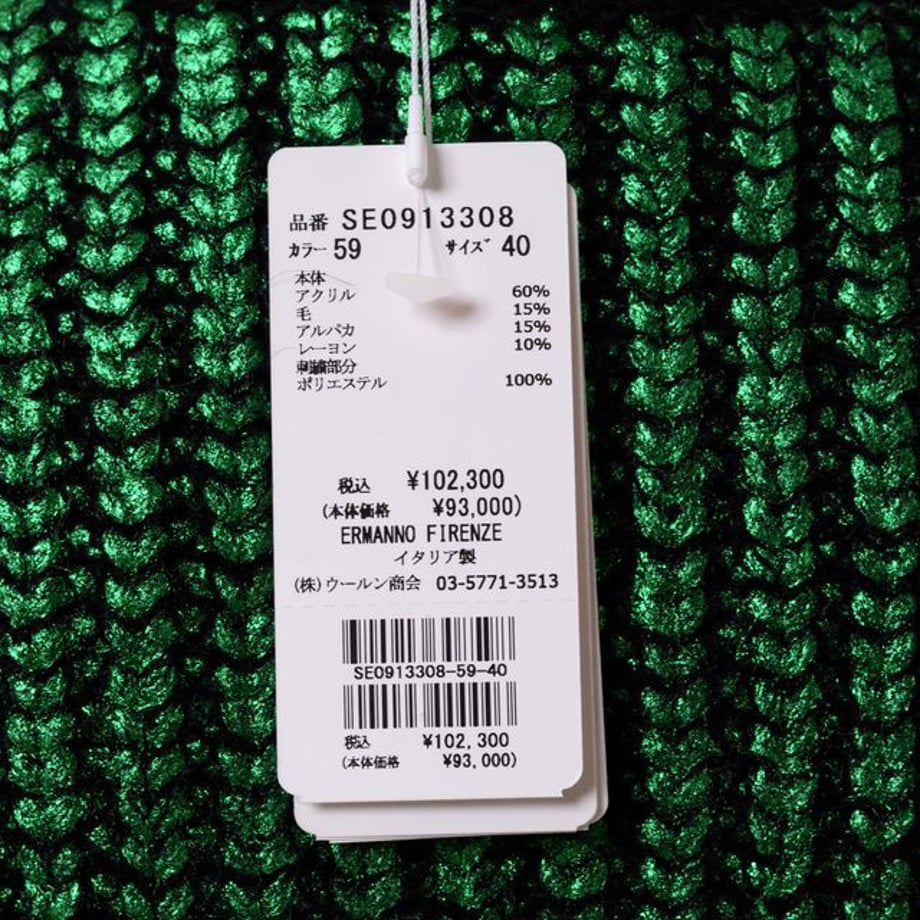 品番 SE0913308
カラー 59 サイズ 40
本体
アクリル 60%
毛 15%
アルパカ 15%
レーヨン 10%
刺繍部分
ポリエステル 100%
税込 ¥102,300
(本体価格 ¥93,000)
ERMANNO FIRENZE
イタリア製
(株)ウールン商会 03-5771-3513
SE0913308-59-40
税込 ¥102,300
(本体価格 ¥93,000)